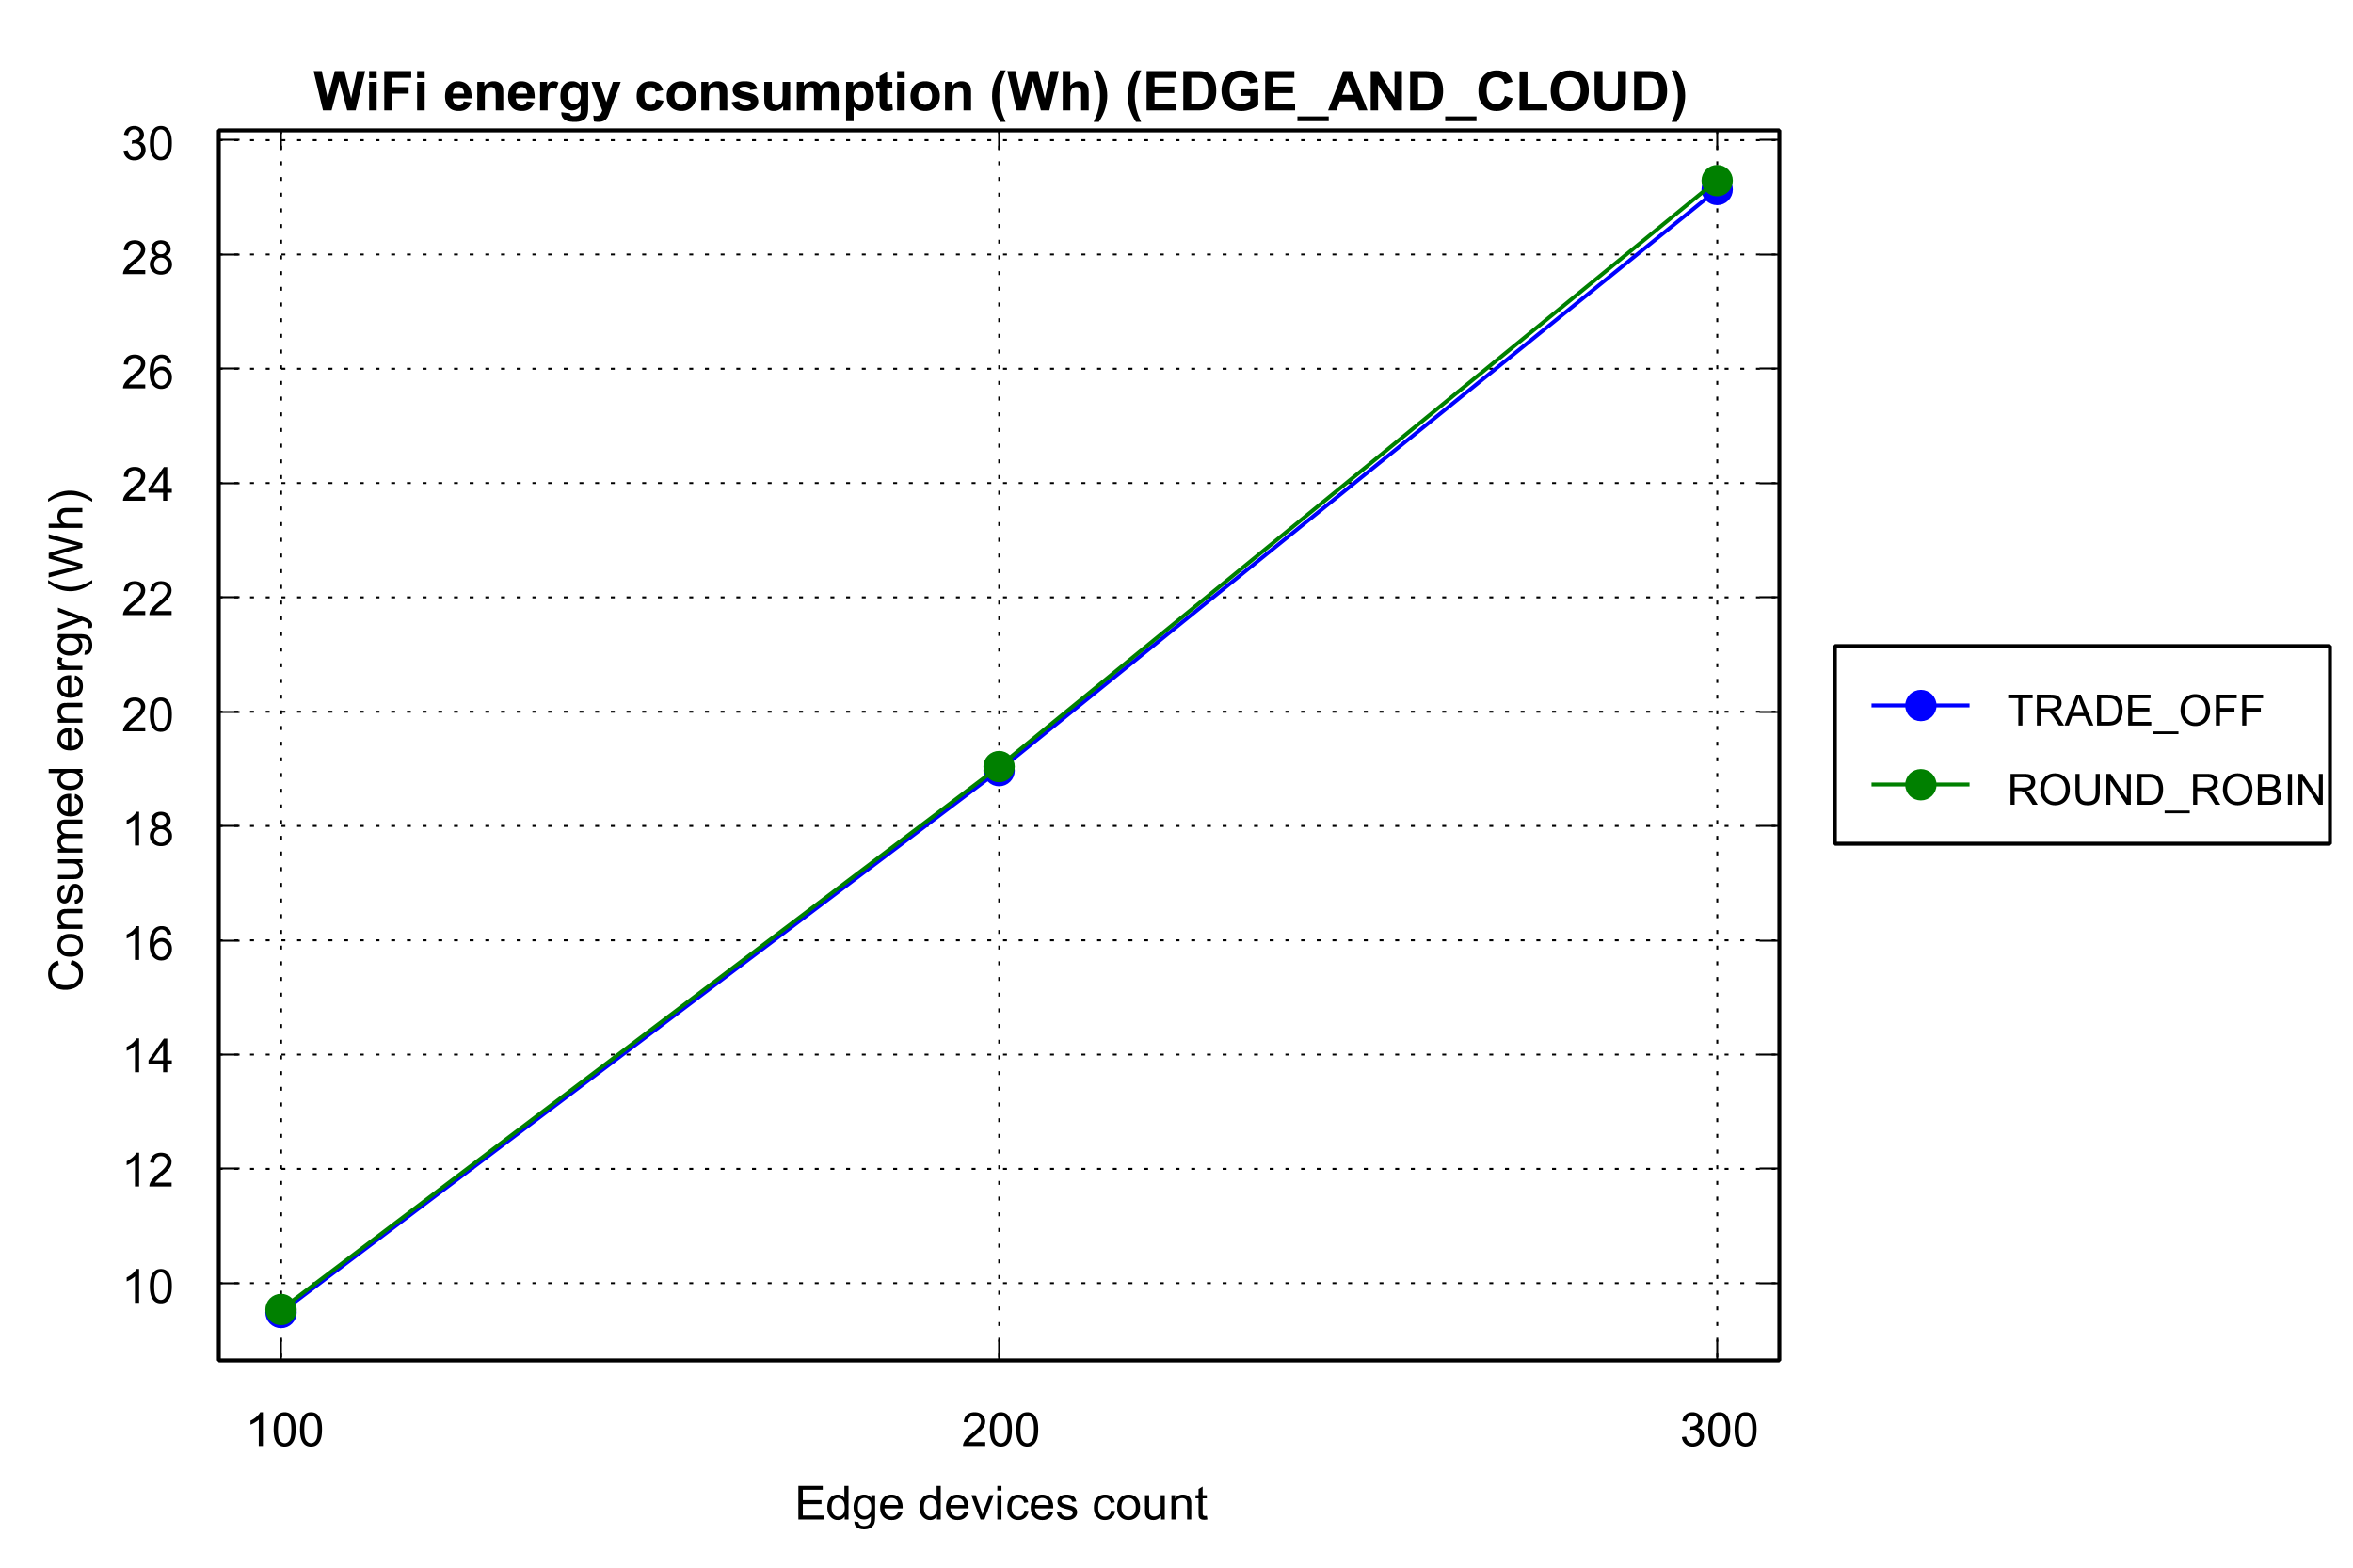 WiFi energy consumption (Wh) (EDGE_AND_CLOUD)
Consumed energy (Wh)
30
28
26
24
22
20
18
16
14
12
10
100 200 300
Edge devices count
TRADE_OFF
ROUND_ROBIN